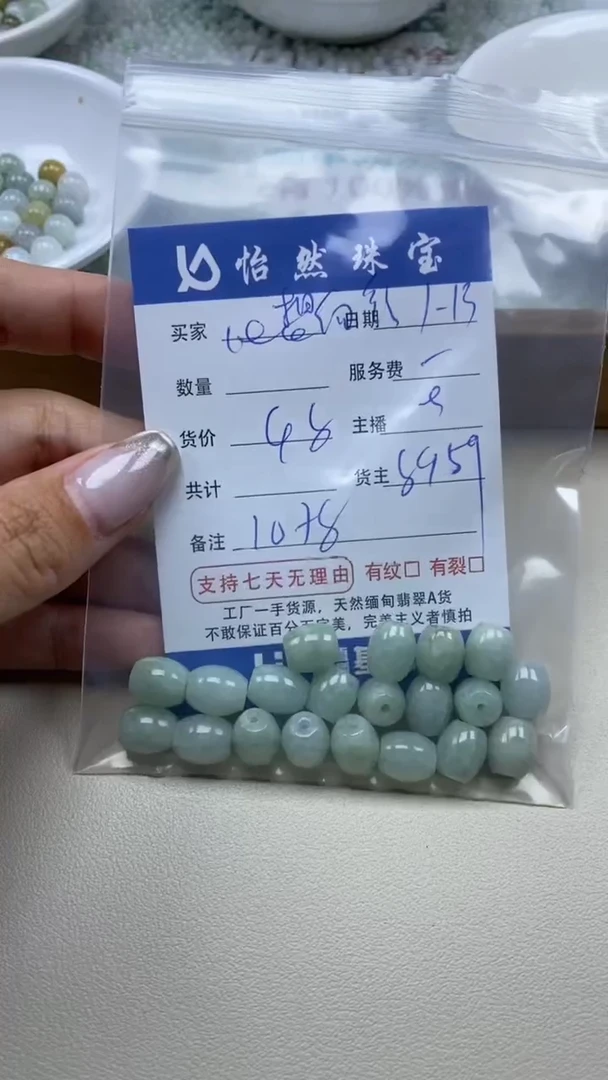 怡然珠宝
买家 日期 1-13
数量 服务费 一
货价 48 主播
共计 货主 8959
备注 1078
支持七天无理由 有纹□ 有裂□
工厂一手货源，天然缅甸翡翠A货
不敢保证百分百完美，完美主义者慎拍